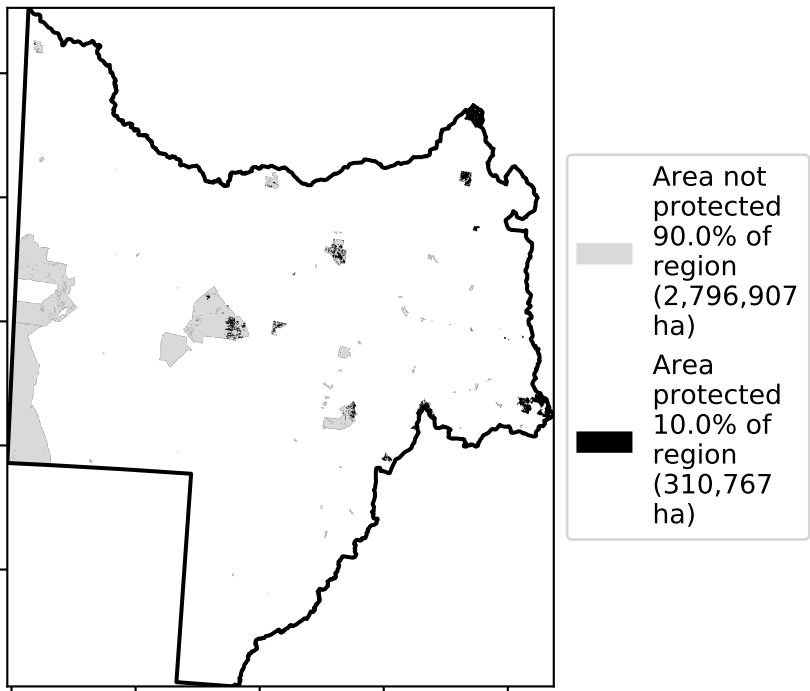 Area not
protected
90.0% of
region
(2,796,907
ha)
Area
protected
10.0% of
region
(310,767
ha)